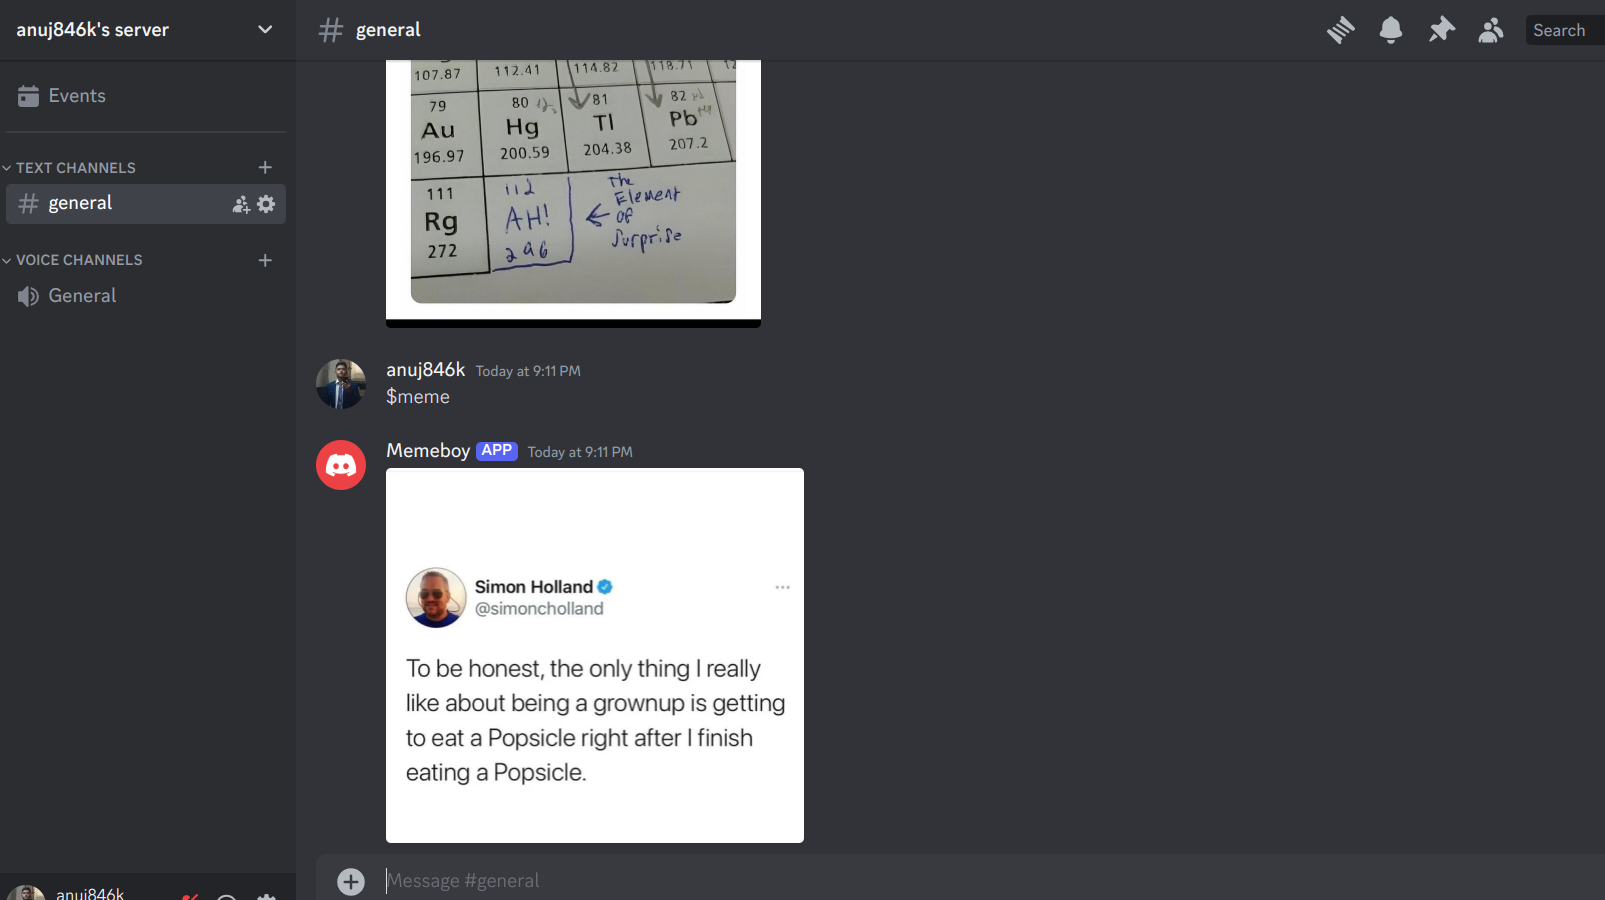 anuj846k's server
general
Search
Events
TEXT CHANNELS
general
VOICE CHANNELS
General
107.87 112.41 114.82 118.71
79 80 81 82
Au Hg Tl Pb
196.97 200.59 204.38 207.2
111 112 The
Rg AH! Element
272 296 of
Surprise
anuj846k Today at 9:11 PM
$meme
Memeboy APP Today at 9:11 PM
Simon Holland
@simoncholland
To be honest, the only thing I really
like about being a grownup is getting
to eat a Popsicle right after I finish
eating a Popsicle.
Message #general
anuj846k